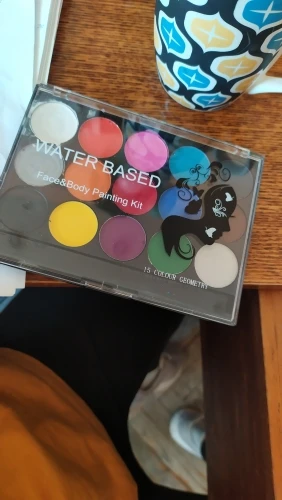 WATER BASED
Face&Body Painting Kit
15 COLOUR GEOMETRY